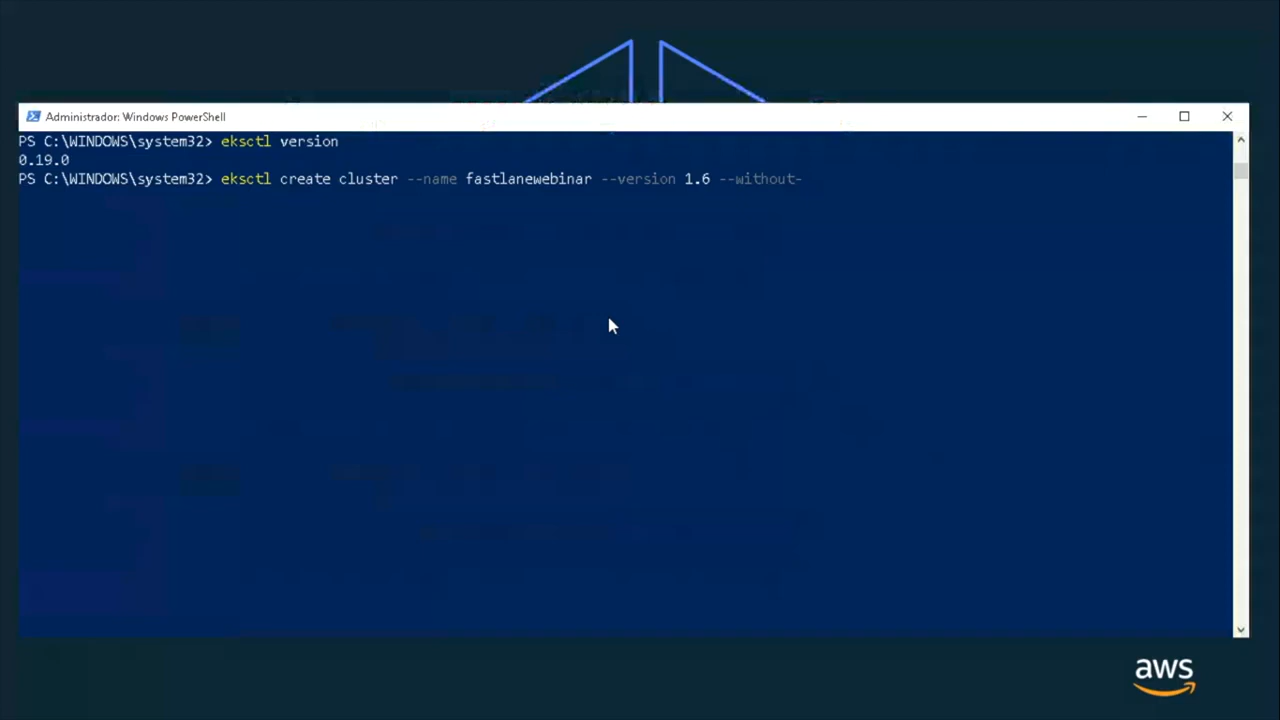 Administrador: Windows PowerShell
PS C:\WINDOWS\system32> eksctl version
0.19.0
PS C:\WINDOWS\system32> eksctl create cluster --name fastlanewebinar --version 1.6 --without-
aws